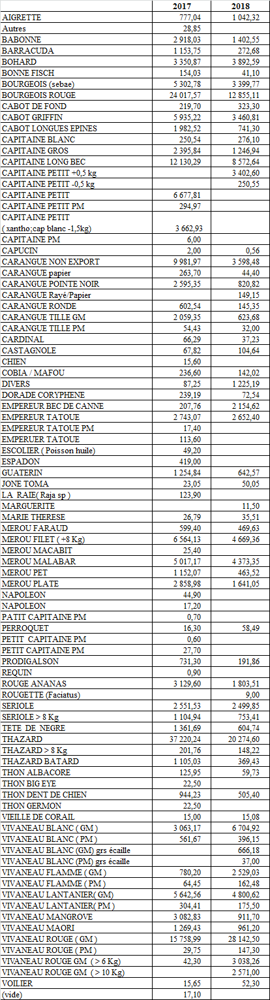 2017 2018
AIGRETTE 777,04 1 042,32
Autres 28,85
BABONNE 2 918,03 1 402,55
BARRACUDA 1 153,75 272,68
BOHARD 3 350,87 3 892,59
BONNE FISCH 154,03 41,10
BOURGEOIS (sebae) 5 302,78 3 399,77
BOURGEOIS ROUGE 24 017,57 12 855,11
CABOT DE FOND 219,70 323,30
CABOT GRIFFIN 5 935,22 3 460,81
CABOT LONGUES EPINES 1 982,52 741,30
CAPITAINE BLANC 250,54 276,10
CAPITAINE GROS 2 395,84 1 246,94
CAPITAINE LONG BEC 12 130,29 8 572,64
CAPITAINE PETIT +0,5 kg 3 402,60
CAPITAINE PETIT -0,5 kg 250,55
CAPITAINE PETIT 6 677,81
CAPITAINE PETIT PM 294,97
CAPITAINE PETIT
( xantho;cap blanc -1,5kg) 3 662,93
CAPITAINE PM 6,00
CAPUCIN 2,00 0,56
CARANGUE NON EXPORT 9 981,97 3 598,48
CARANGUE papier 263,70 44,40
CARANGUE POINTE NOIR 2 595,35 820,82
CARANGUE Rayé/Papier 149,15
CARANGUE RONDE 602,54 145,35
CARANGUE TILLE GM 2 059,35 623,68
CARANGUE TILLE PM 54,43 32,00
CARDINAL 66,29 37,23
CASTAGNOLE 67,82 104,64
CHIEN 15,60
COBIA / MAFOU 236,60 142,02
DIVERS 87,25 1 225,19
DORADE CORYPHENE 239,19 72,54
EMPEREUR BEC DE CANNE 207,76 2 154,62
EMPEREUR TATOUE 2 743,07 2 652,40
EMPEREUR TATOUE PM 17,40
EMPERUER TATOUE 113,60
ESCOLIER ( Poisson huile) 49,20
ESPADON 419,00
GUATERIN 1 254,84 642,57
JONE TOMA 23,05 50,05
LA RAIE( Raja sp ) 123,90
MARGUERITE 11,50
MARIE THERESE 26,79 35,51
MEROU FARAUD 599,40 469,63
MEROU FILET ( +8 Kg) 6 564,13 4 669,36
MEROU MACABIT 25,40
MEROU MALABAR 5 017,17 4 373,35
MEROU PET 1 152,07 463,52
MEROU PLATE 2 858,98 1 641,05
NAPOLEON 44,90
NAPOLEON 17,20
PATIT CAPITAINE PM 0,70
PERROQUET 16,30 58,49
PETIT CAPITAINE PM 0,60
PETIT CAPITAINE PM 27,70
PRODIGALSON 731,30 191,86
REQUIN 0,90
ROUGE ANANAS 3 129,60 1 803,51
ROUGETTE (Faciatus) 9,00
SERIOLE 2 551,53 2 499,85
SERIOLE > 8 Kg 1 104,94 753,41
TETE DE NEGRE 1 361,69 604,74
THAZARD 37 220,24 20 274,60
THAZARD > 8 Kg 201,76 148,22
THAZARD BATARD 1 105,03 369,43
THON ALBACORE 125,95 59,73
THON BIG EYE 22,50
THON DENT DE CHIEN 944,23 505,40
THON GERMON 22,50
VIEILLE DE CORAIL 15,00 15,08
VIVANEAU BLANC ( GM ) 3 063,17 6 704,92
VIVANEAU BLANC ( PM ) 561,67 396,15
VIVANEAU BLANC (GM) grs écaille 666,18
VIVANEAU BLANC (PM) grs écaille 37,00
VIVANEAU FLAMME ( GM ) 780,20 2 529,03
VIVANEAU FLAMME ( PM ) 64,45 162,48
VIVANEAU LANTANIER( GM) 5 642,56 4 800,62
VIVANEAU LANTANIER( PM ) 304,41 175,50
VIVANEAU MANGROVE 3 082,83 911,70
VIVANEAU MAORI 1 269,43 961,20
VIVANEAU ROUGE ( GM ) 15 758,99 28 142,50
VIVANEAU ROUGE ( PM ) 29,75 147,30
VIVANEAU ROUGE GM ( > 6 Kg) 42,30 3 038,26
VIVANEAU ROUGE GM ( > 10 Kg) 2 571,00
VOILIER 15,65 52,30
(vide) 17,10